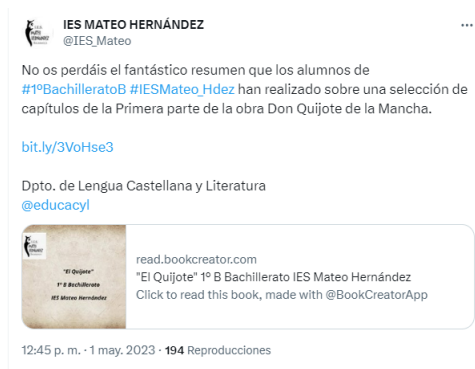 IES MATEO HERNÁNDEZ
@IES_Mateo
No os perdáis el fantástico resumen que los alumnos de
#1ºBachilleratoB #IESMateo_Hdez han realizado sobre una selección de
capítulos de la Primera parte de la obra Don Quijote de la Mancha.
bit.ly/3VoHse3
Dpto. de Lengua Castellana y Literatura
@educacyl
"El Quijote"
1º B Bachillerato
IES Mateo Hernández
read.bookcreator.com
"El Quijote" 1º B Bachillerato IES Mateo Hernández
Click to read this book, made with @BookCreatorApp
12:45 p. m. · 1 may. 2023 · 194 Reproducciones